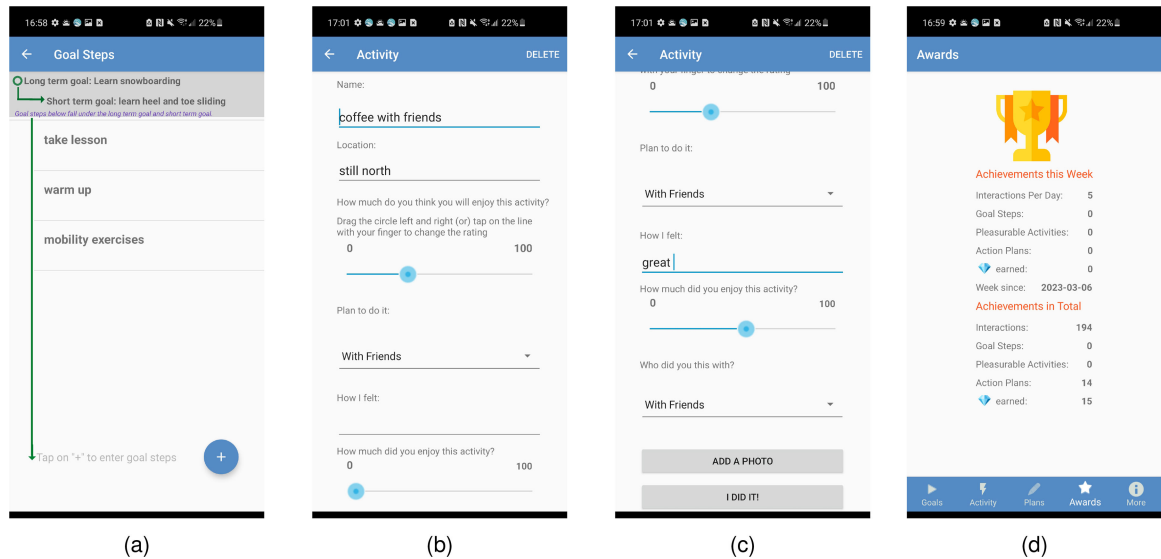 16:58 22%
Goal Steps
Long term goal: Learn snowboarding
Short term goal: learn heel and toe sliding
Goal steps below fall under the long term goal and short term goal.
take lesson
warm up
mobility exercises
Tap on "+" to enter goal steps
+
(a)
17:01 22%
Activity DELETE
Name:
coffee with friends
Location:
still north
How much do you think you will enjoy this activity?
Drag the circle left and right (or) tap on the line
with your finger to change the rating
0 100
Plan to do it:
With Friends
How I felt:
How much did you enjoy this activity?
0 100
(b)
17:01 22%
Activity DELETE
with your finger to change the rating
0 100
Plan to do it:
With Friends
How I felt:
great
How much did you enjoy this activity?
0 100
Who did you this with?
With Friends
ADD A PHOTO
I DID IT!
(c)
16:59 22%
Awards
Achievements this Week
Interactions Per Day: 5
Goal Steps: 0
Pleasurable Activities: 0
Action Plans: 0
earned: 0
Week since: 2023-03-06
Achievements in Total
Interactions: 194
Goal Steps: 0
Pleasurable Activities: 0
Action Plans: 14
earned: 15
Goals Activity Plans Awards More
(d)